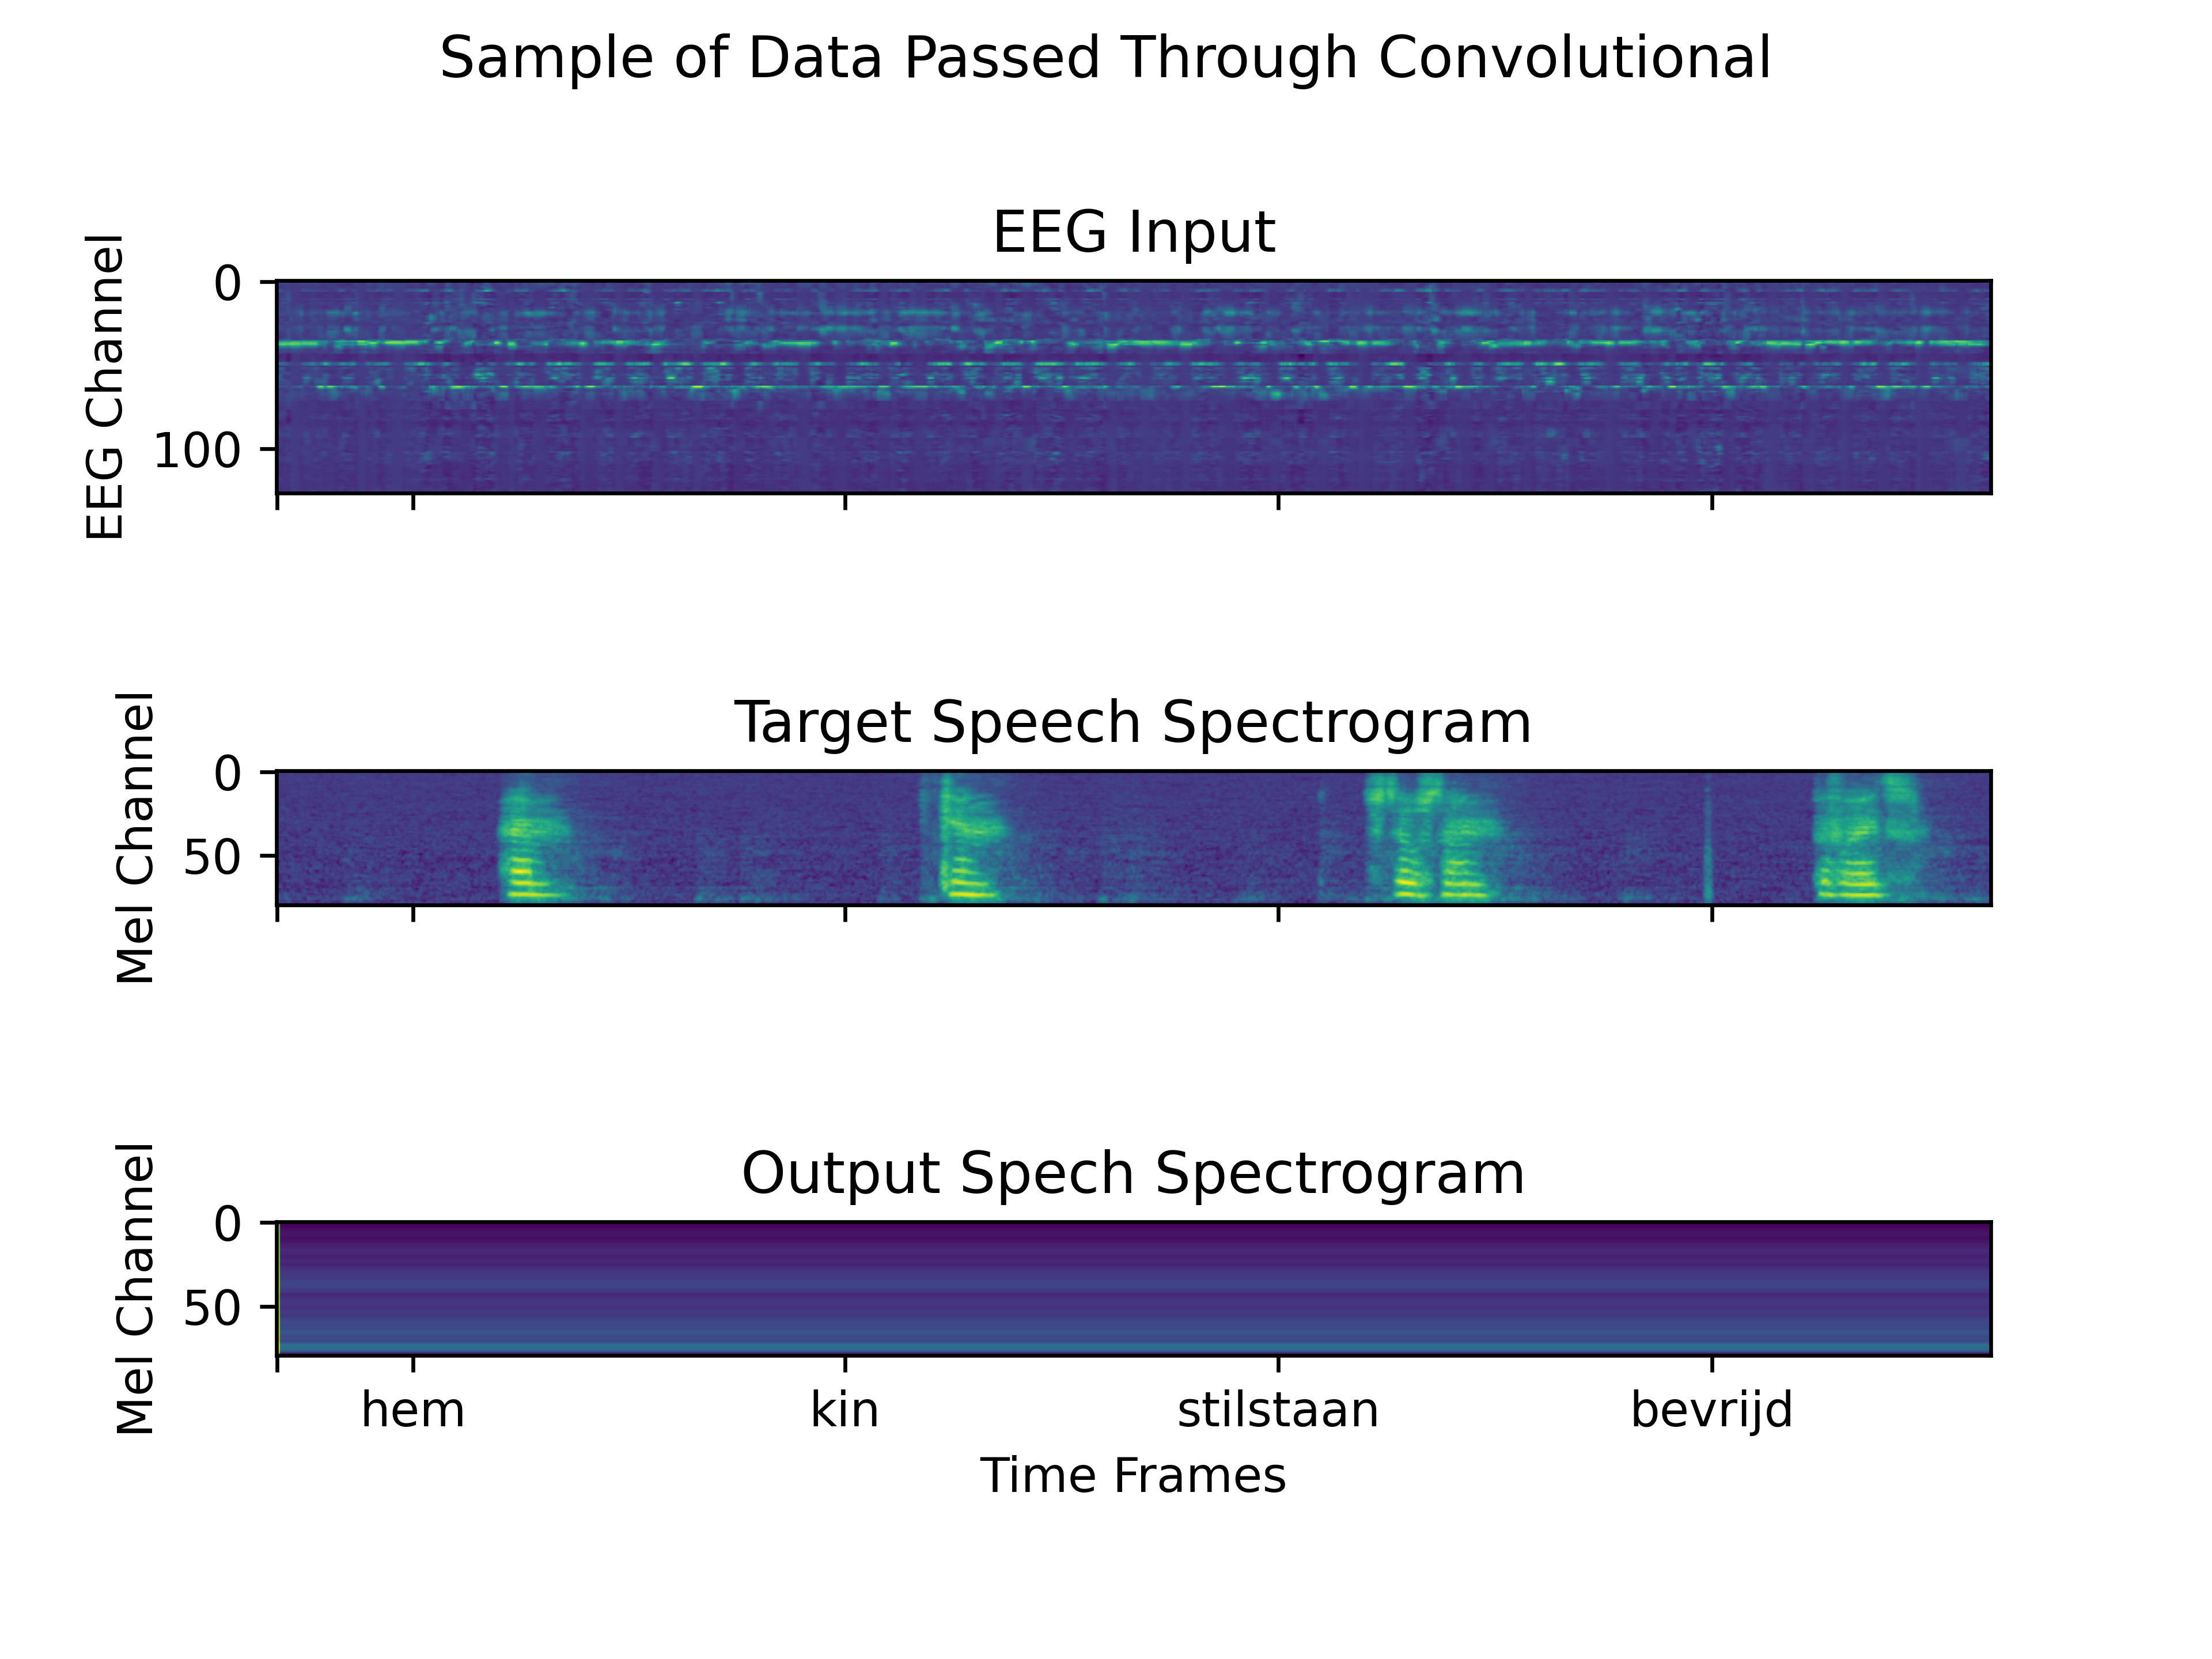 Sample of Data Passed Through Convolutional
EEG Input
EEG Channel
0
100
Target Speech Spectrogram
Mel Channel
0
50
Output Spech Spectrogram
Mel Channel
0
50
hem kin stilstaan bevrijd
Time Frames